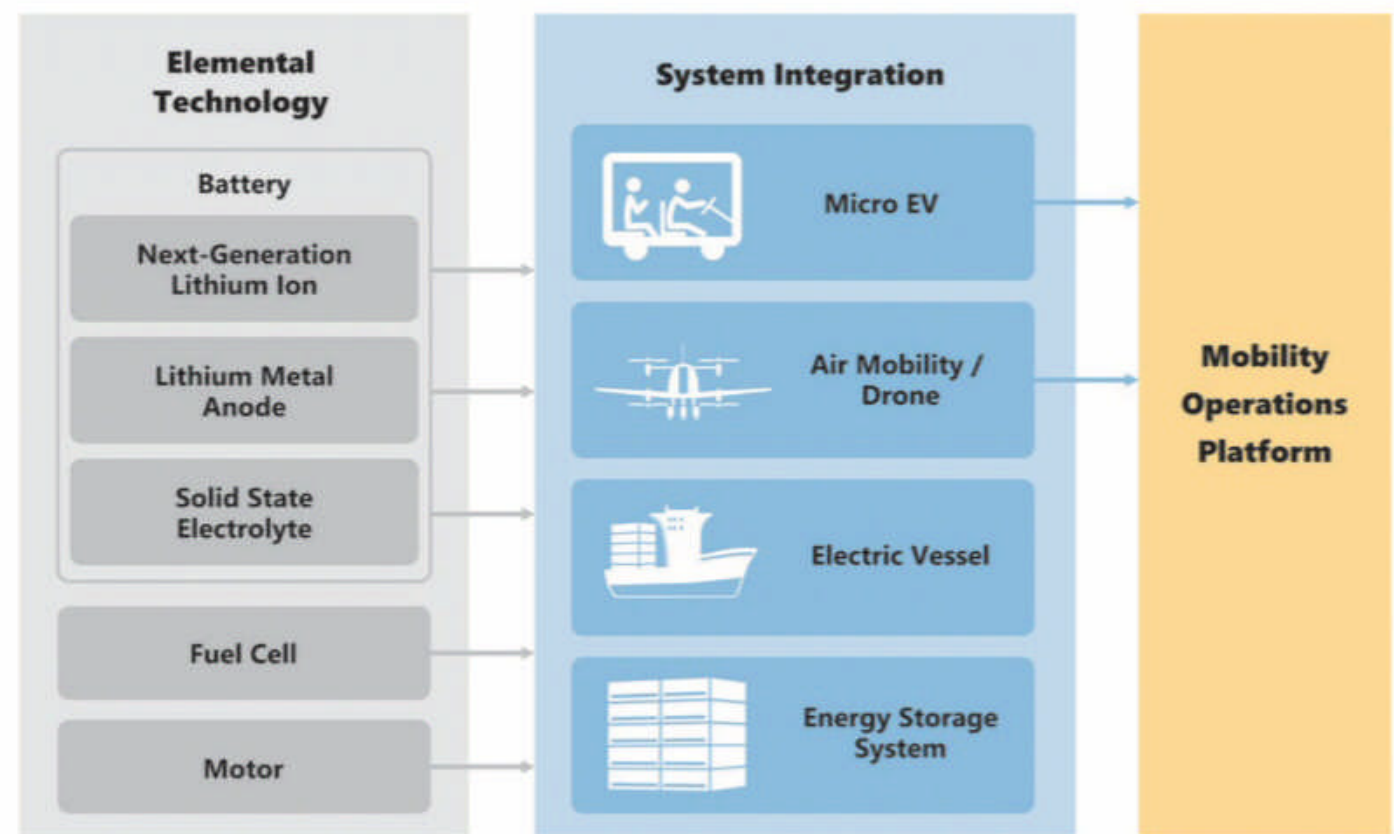 Elemental
Technology
Battery
Next-Generation
Lithium Ion
Lithium Metal
Anode
Solid State
Electrolyte
Fuel Cell
Motor
System Integration
Micro EV
Air Mobility /
Drone
Electric Vessel
Energy Storage
System
Mobility
Operations
Platform